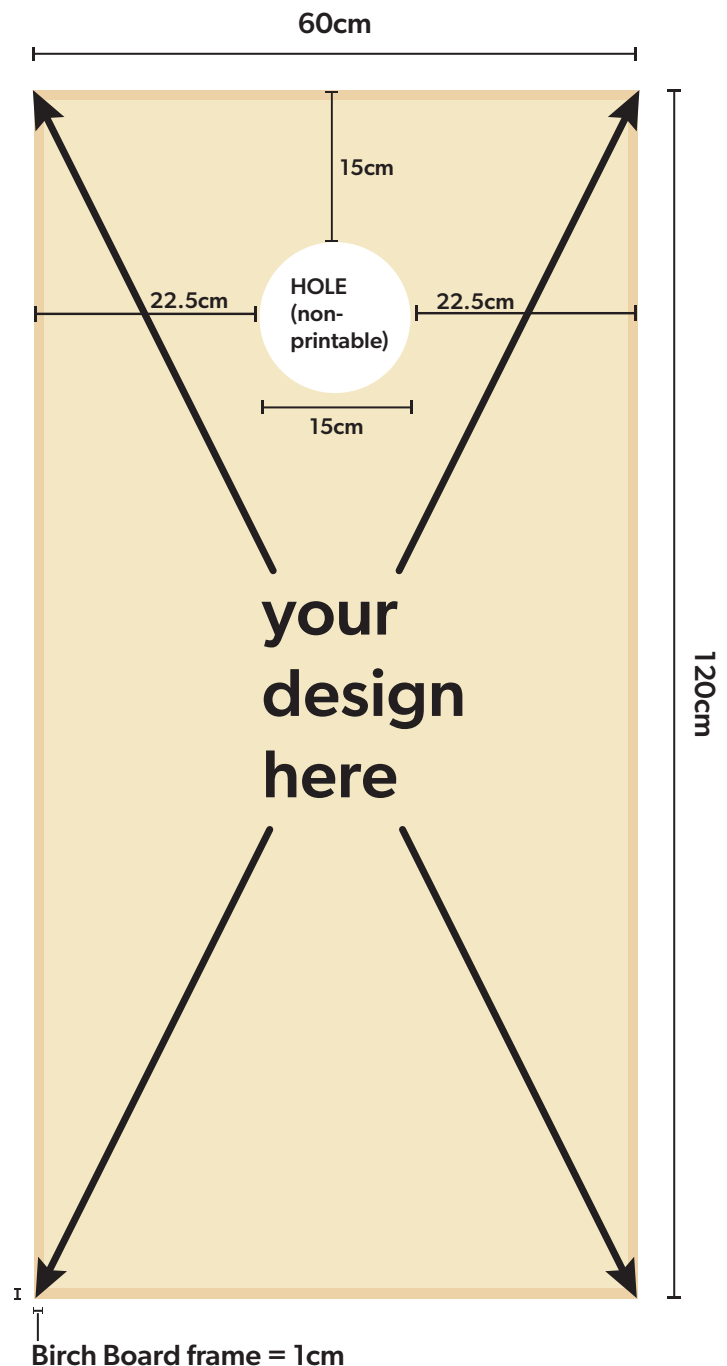 60cm
15cm
HOLE
(non-
printable)
22.5cm
22.5cm
15cm
your
design
here
120cm
Birch Board frame = 1cm